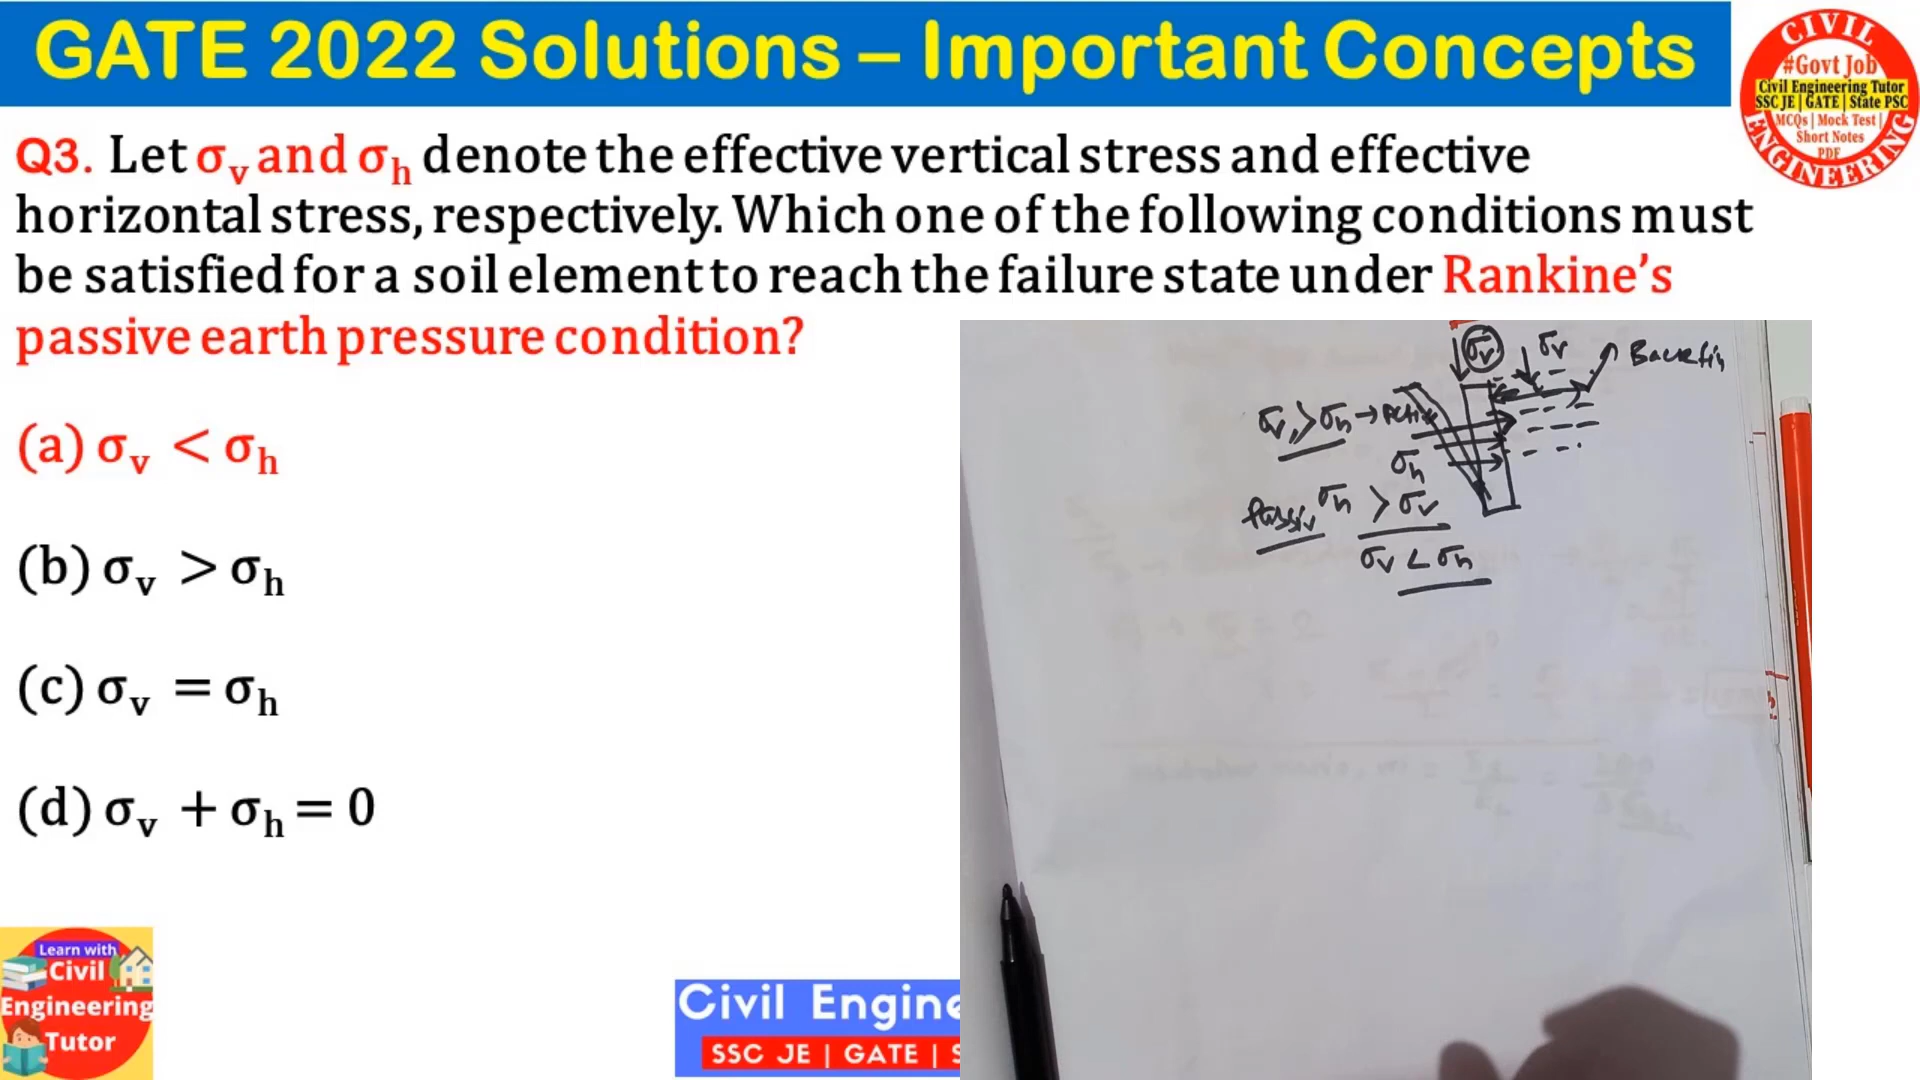 GATE 2022 Solutions – Important Concepts
CIVIL
#Govt Job
Civil Engineering Tutor
SSC JE | GATE | State PSC
MCQs | Mock Test |
Short Notes
PDF
ENGINEERING
Q3. Let σv and σh denote the effective vertical stress and effective
horizontal stress, respectively. Which one of the following conditions must
be satisfied for a soil element to reach the failure state under Rankine’s
passive earth pressure condition?
(a) σv < σh
(b) σv > σh
(c) σv = σh
(d) σv + σh = 0
σv
σv
σv > σh →
σh
Passiv σh > σv
σv < σh
Learn with
Civil
Engineering
Tutor
Civil Engine
SSC JE | GATE | S